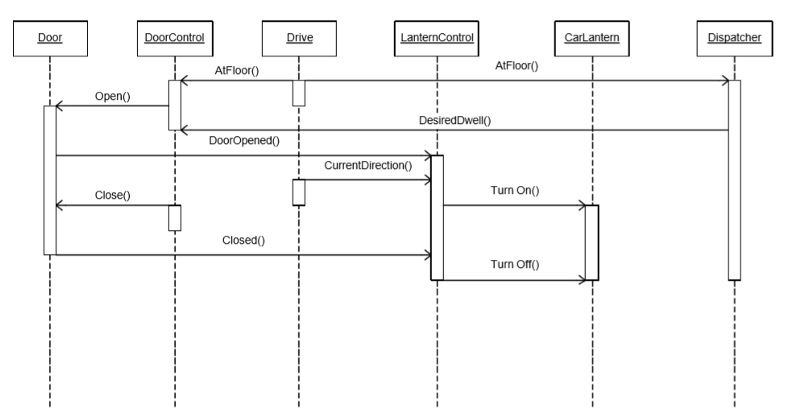 Door
DoorControl
Drive
LanternControl
CarLantern
Dispatcher
AtFloor()
AtFloor()
Open()
DesiredDwell()
DoorOpened()
CurrentDirection()
Close()
Turn On()
Closed()
Turn Off()